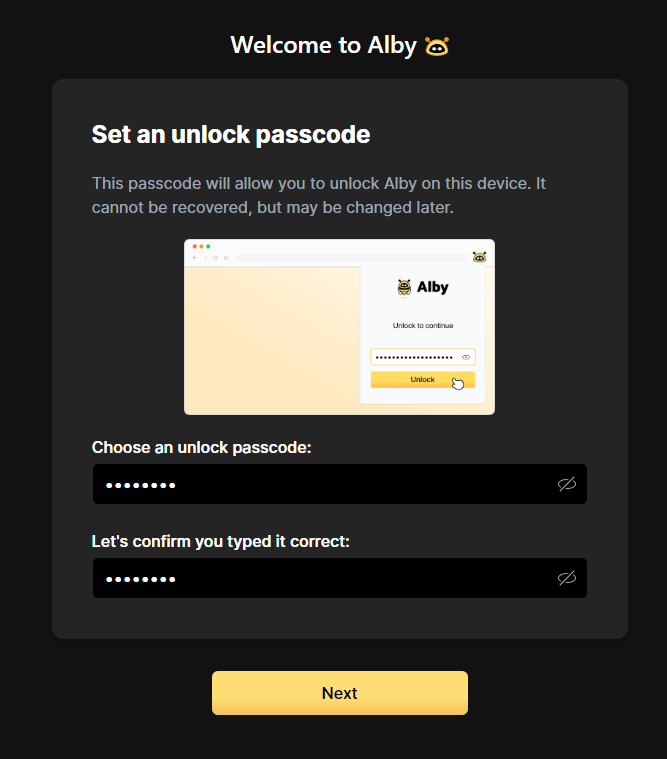 Welcome to Alby
Set an unlock passcode
This passcode will allow you to unlock Alby on this device. It
cannot be recovered, but may be changed later.
Alby
Unlock to continue
•••••••••••••••••••
Unlock
Choose an unlock passcode:
••••••••
Let's confirm you typed it correct:
••••••••
Next